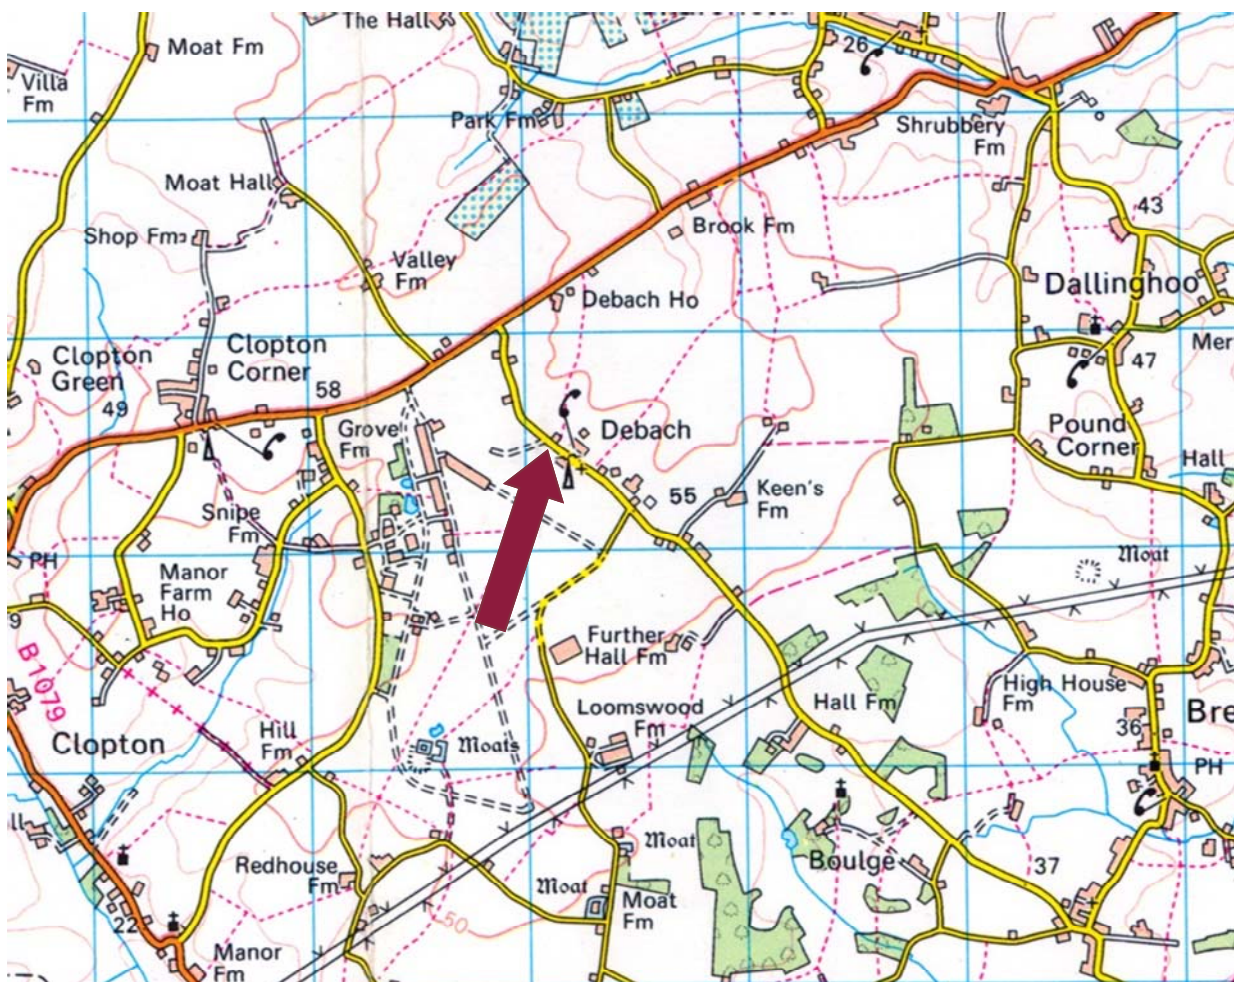 The Hall
26
Moat Fm
Villa
Fm
Park Fm
Shrubbery
Fm
Moat Hall
43
Shop Fm
Brook Fm
Valley
Fm
Debach Ho
Dallinghoo
Clopton
Green
Clopton
Corner
Mer
47
58
49
Grove
Fm
Debach
Pound
Corner
Hall
55
Keen's
Fm
Snipe
Fm
PH
Moat
Manor
Farm
Ho
9
B1079
Further
Hall Fm
High House
Fm
Hall Fm
Loomswood
Fm
Bre
36
Clopton
Hill
Fm
Moats
PH
ll
Moat
Boulge
Redhouse
Fm
37
Moat
Moat
Fm
22
50
Manor
Fm